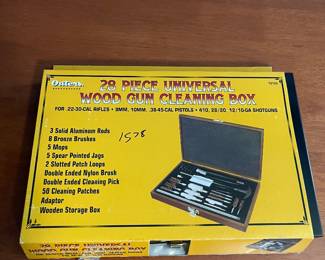 Outers
28 PIECE UNIVERSAL
WOOD GUN CLEANING BOX
FOR .22-30-CAL RIFLES • 9MM, 10MM, .38-45-CAL PISTOLS • 410, 28/20, 12/10-GA SHOTGUNS
3 Solid Aluminum Rods
8 Bronze Brushes
5 Mops
5 Spear Pointed Jags
2 Slotted Patch Loops
Double Ended Nylon Brush
Double Ended Cleaning Pick
50 Cleaning Patches
Adaptor
Wooden Storage Box
28 PIECE UNIVERSAL
WOOD GUN CLEANING BOX